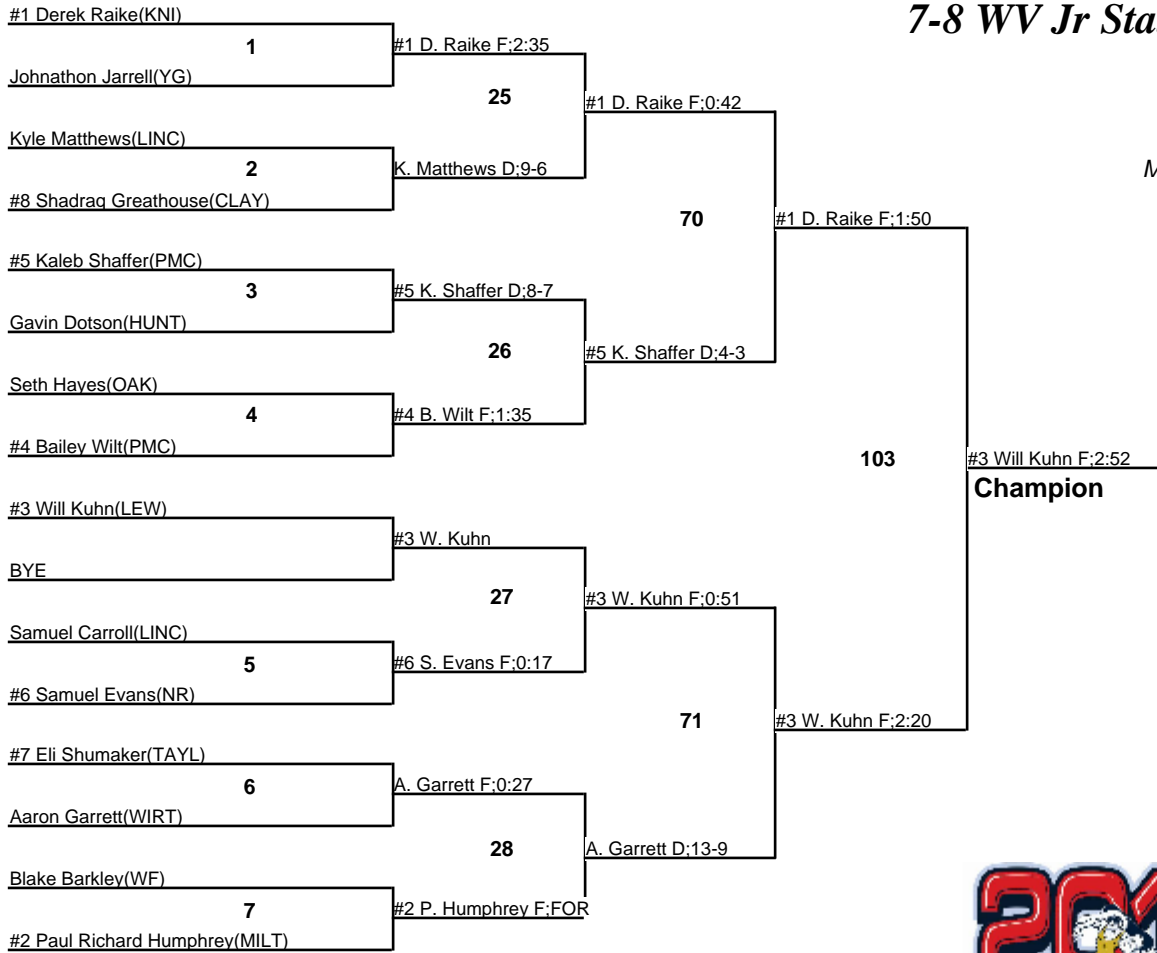 #1 Derek Raike(KNI)
7-8 WV Jr Sta
1
#1 D. Raike F;2:35
Johnathon Jarrell(YG)
25
#1 D. Raike F;0:42
Kyle Matthews(LINC)
2
K. Matthews D;9-6
M
#8 Shadrag Greathouse(CLAY)
70
#1 D. Raike F;1:50
#5 Kaleb Shaffer(PMC)
3
#5 K. Shaffer D;8-7
Gavin Dotson(HUNT)
26
#5 K. Shaffer D;4-3
Seth Hayes(OAK)
4
#4 B. Wilt F;1:35
#4 Bailey Wilt(PMC)
103
#3 Will Kuhn F;2:52
Champion
#3 Will Kuhn(LEW)
#3 W. Kuhn
BYE
27
#3 W. Kuhn F;0:51
Samuel Carroll(LINC)
5
#6 S. Evans F;0:17
#6 Samuel Evans(NR)
71
#3 W. Kuhn F;2:20
#7 Eli Shumaker(TAYL)
6
A. Garrett F;0:27
Aaron Garrett(WIRT)
28
A. Garrett D;13-9
Blake Barkley(WF)
7
#2 P. Humphrey F;FOR
#2 Paul Richard Humphrey(MILT)
201